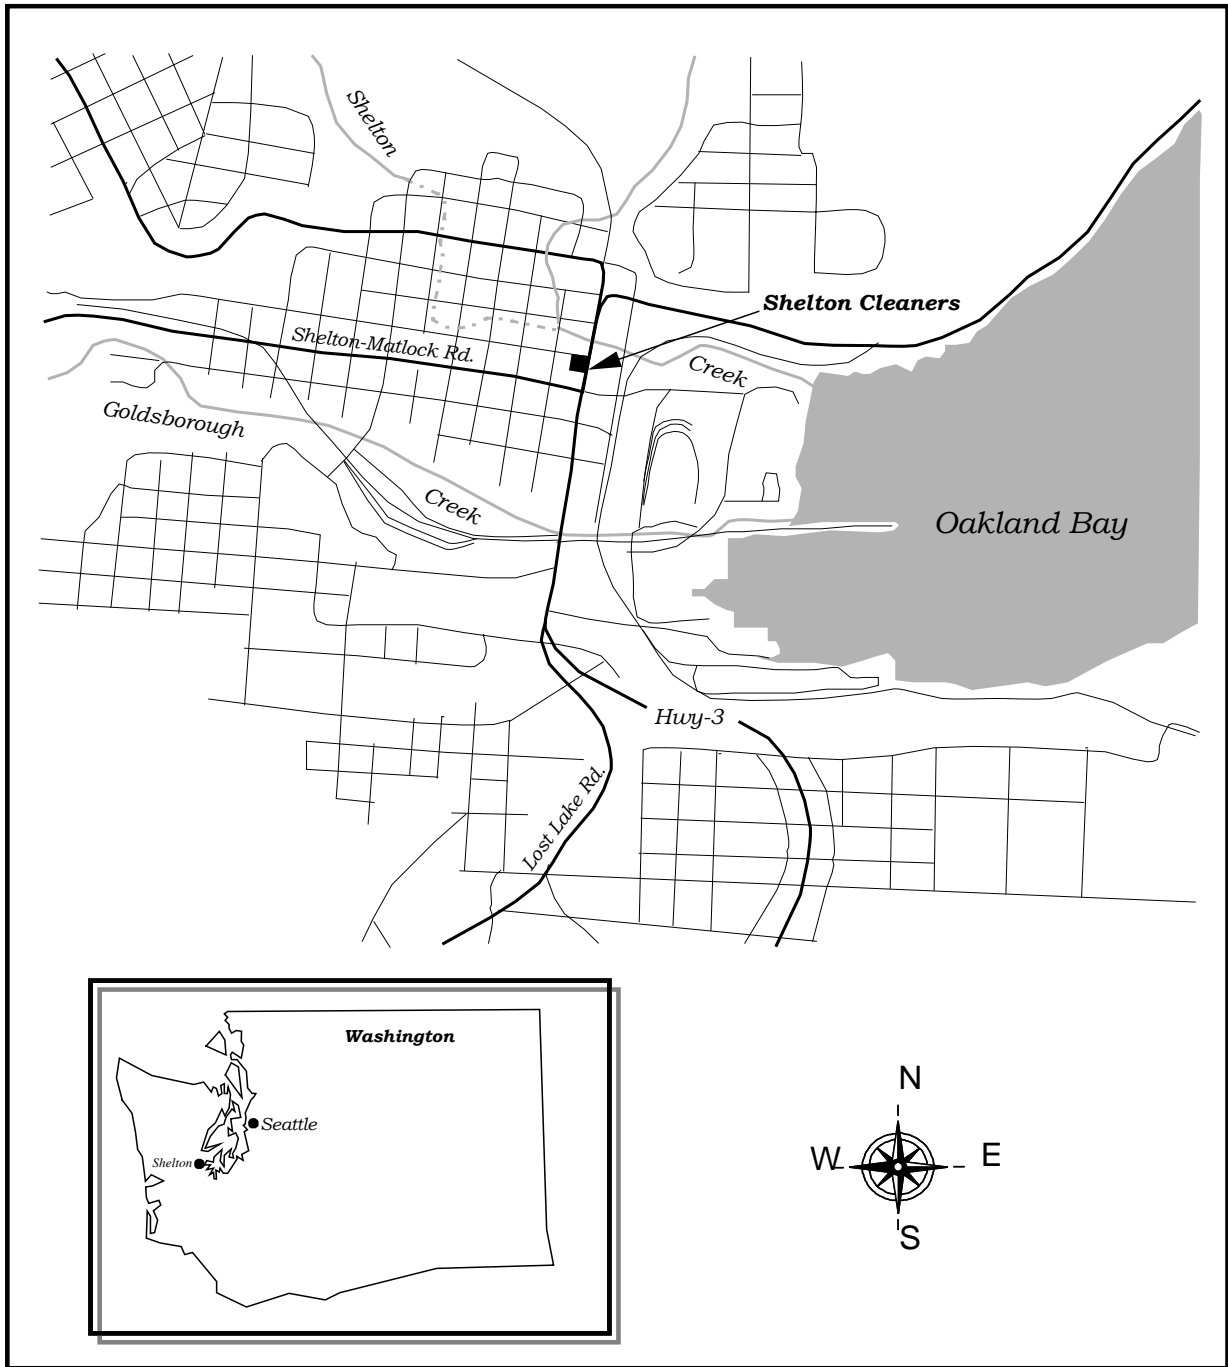 Shelton
Shelton Cleaners
Shelton-Matlock Rd.
Creek
Goldsborough
Creek
Oakland Bay
Hwy-3
Lost Lake Rd.
Washington
Seattle
Shelton
N
W
E
S